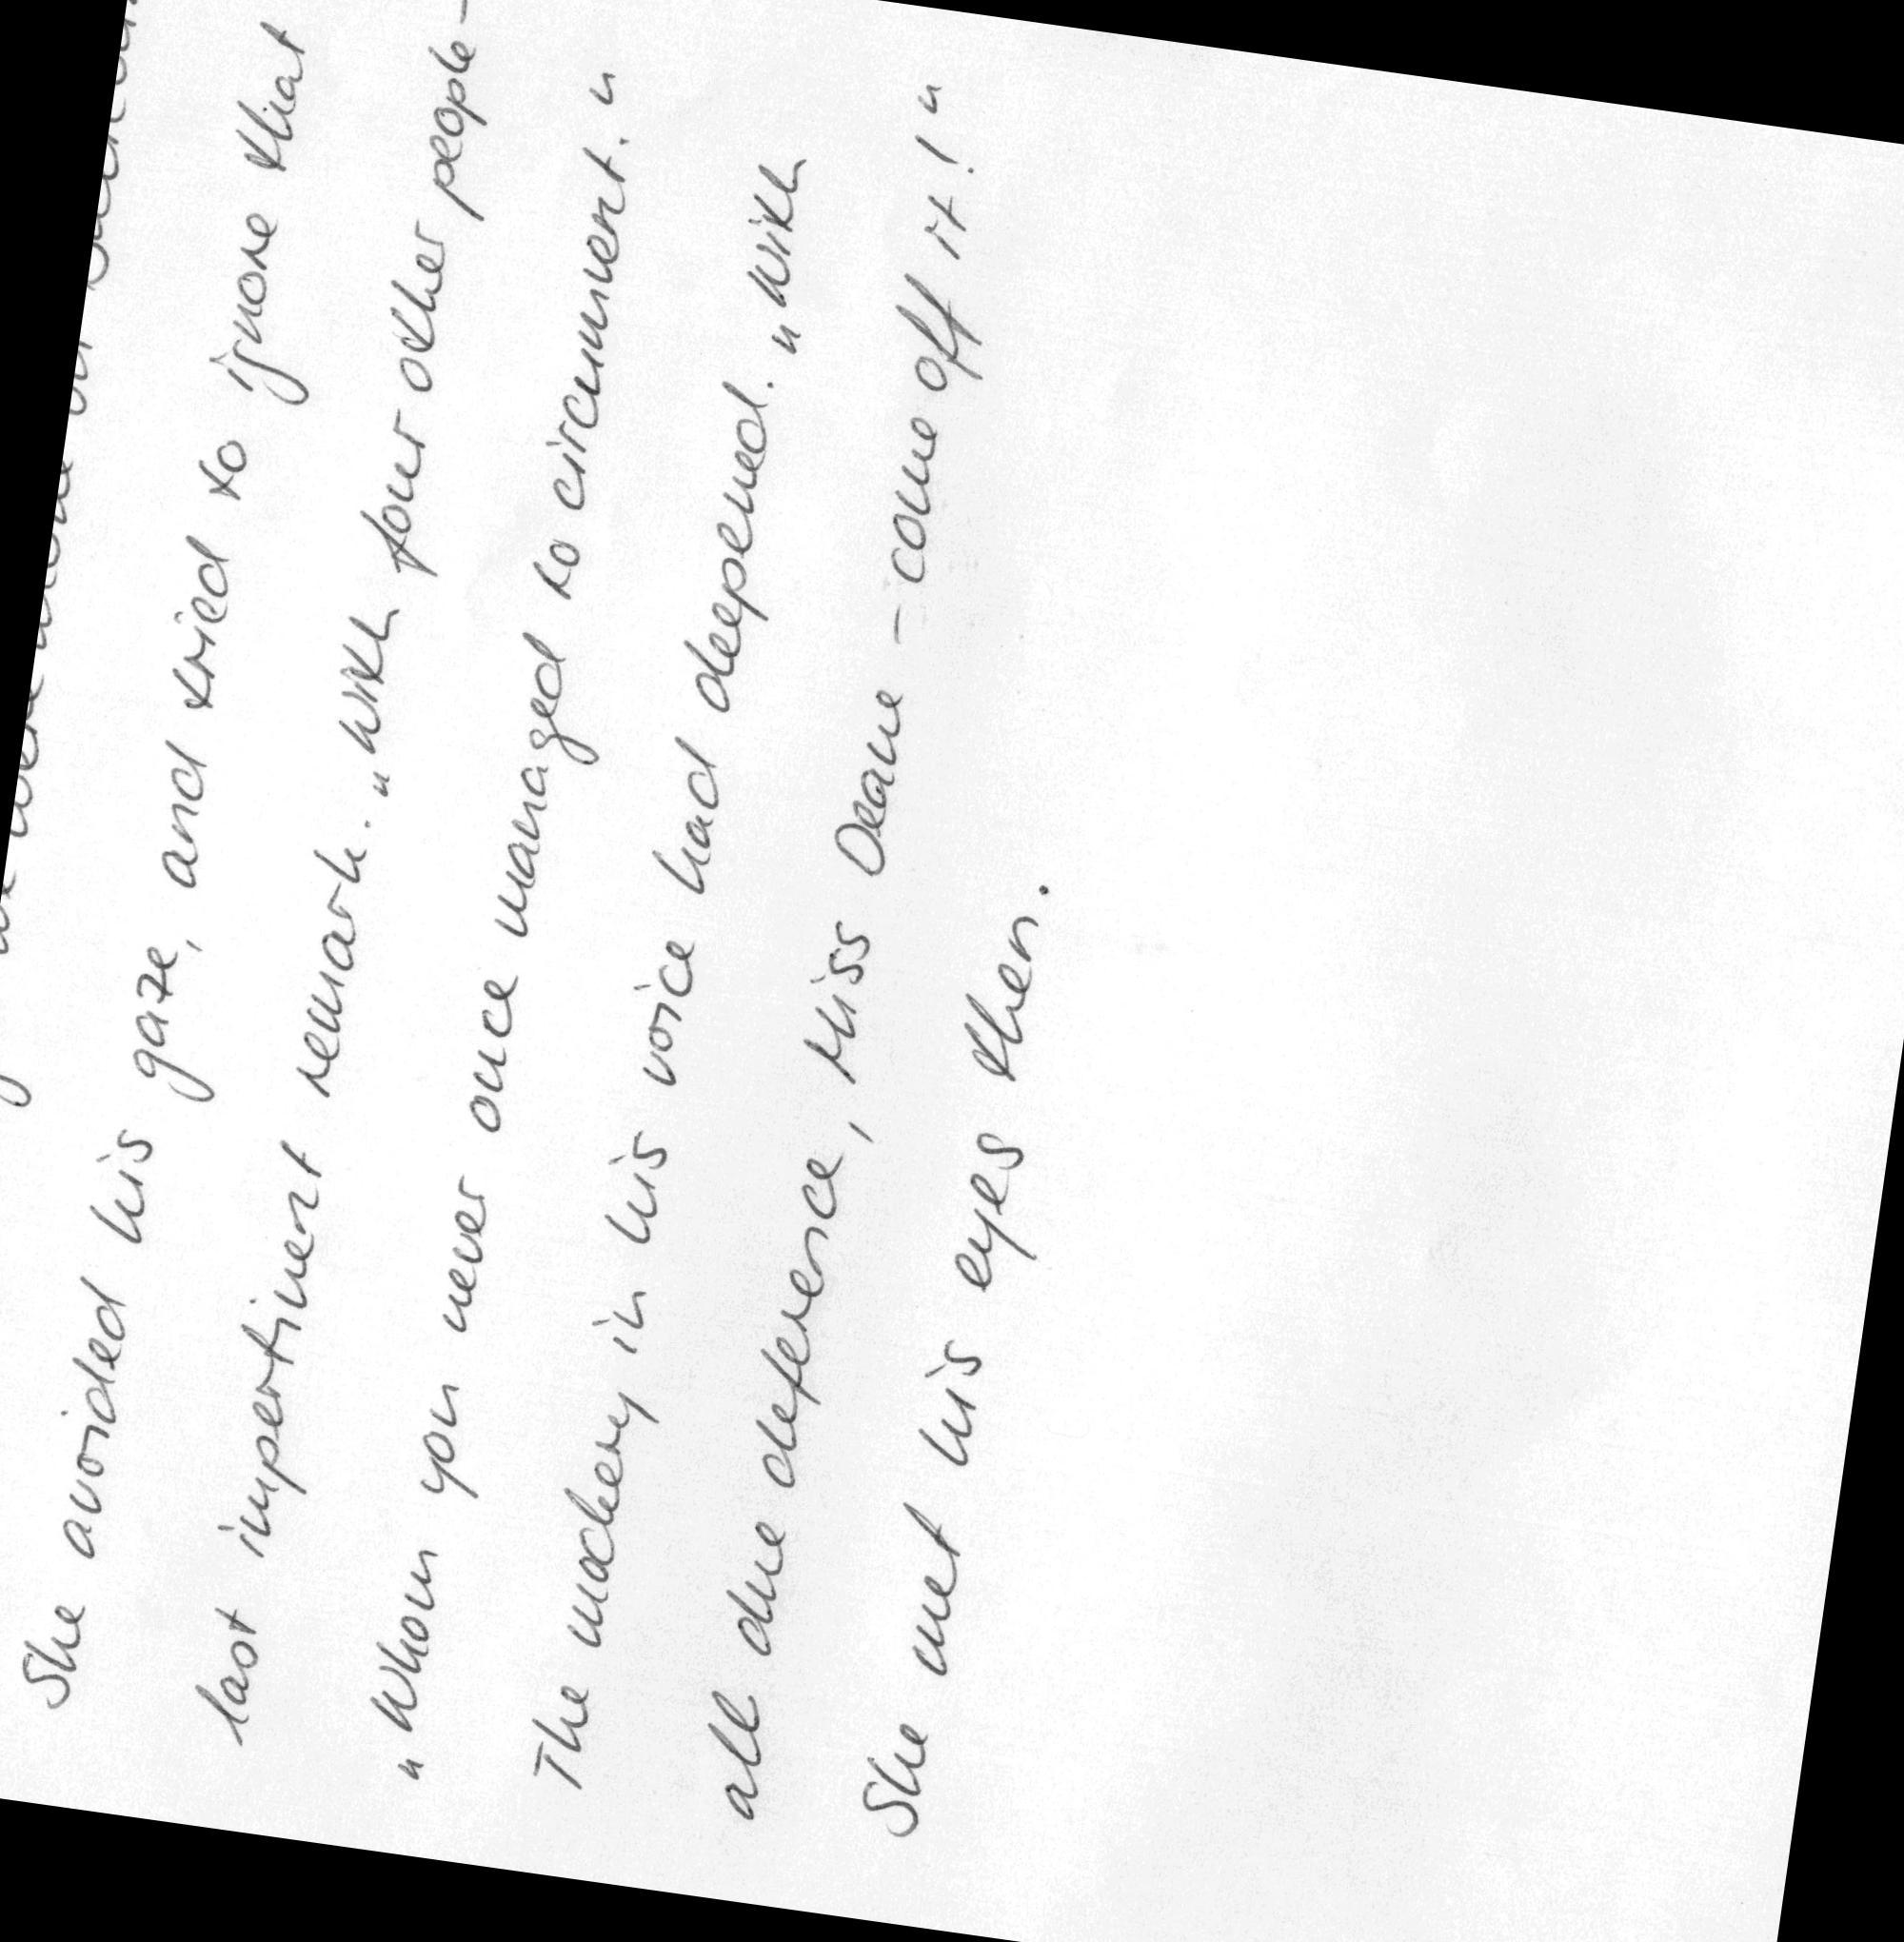 She avoided his gaze, and tried to ignore that
last impertinent remark. "With four other people -
"Whom you never once managed to circumvent."
The mockery in his voice had deepened. "With
all due deference, Miss Deane - come off it!"
She met his eyes then.